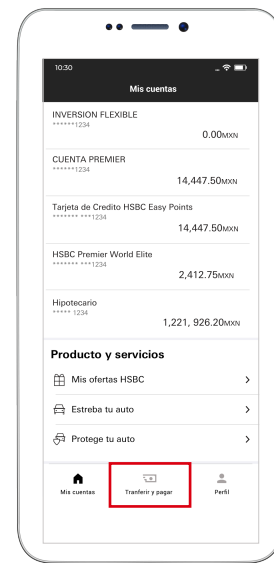 10:30
Mis cuentas
INVERSION FLEXIBLE
******1234
0.00MXN
CUENTA PREMIER
******1234
14,447.50MXN
Tarjeta de Credito HSBC Easy Points
******* ***1234
14,447.50MXN
HSBC Premier World Elite
******* ***1234
2,412.75MXN
Hipotecario
***** 1234
1,221, 926.20MXN
Producto y servicios
Mis ofertas HSBC
Estreba tu auto
Protege tu auto
Mis cuentas
Tranferir y pagar
Perfil